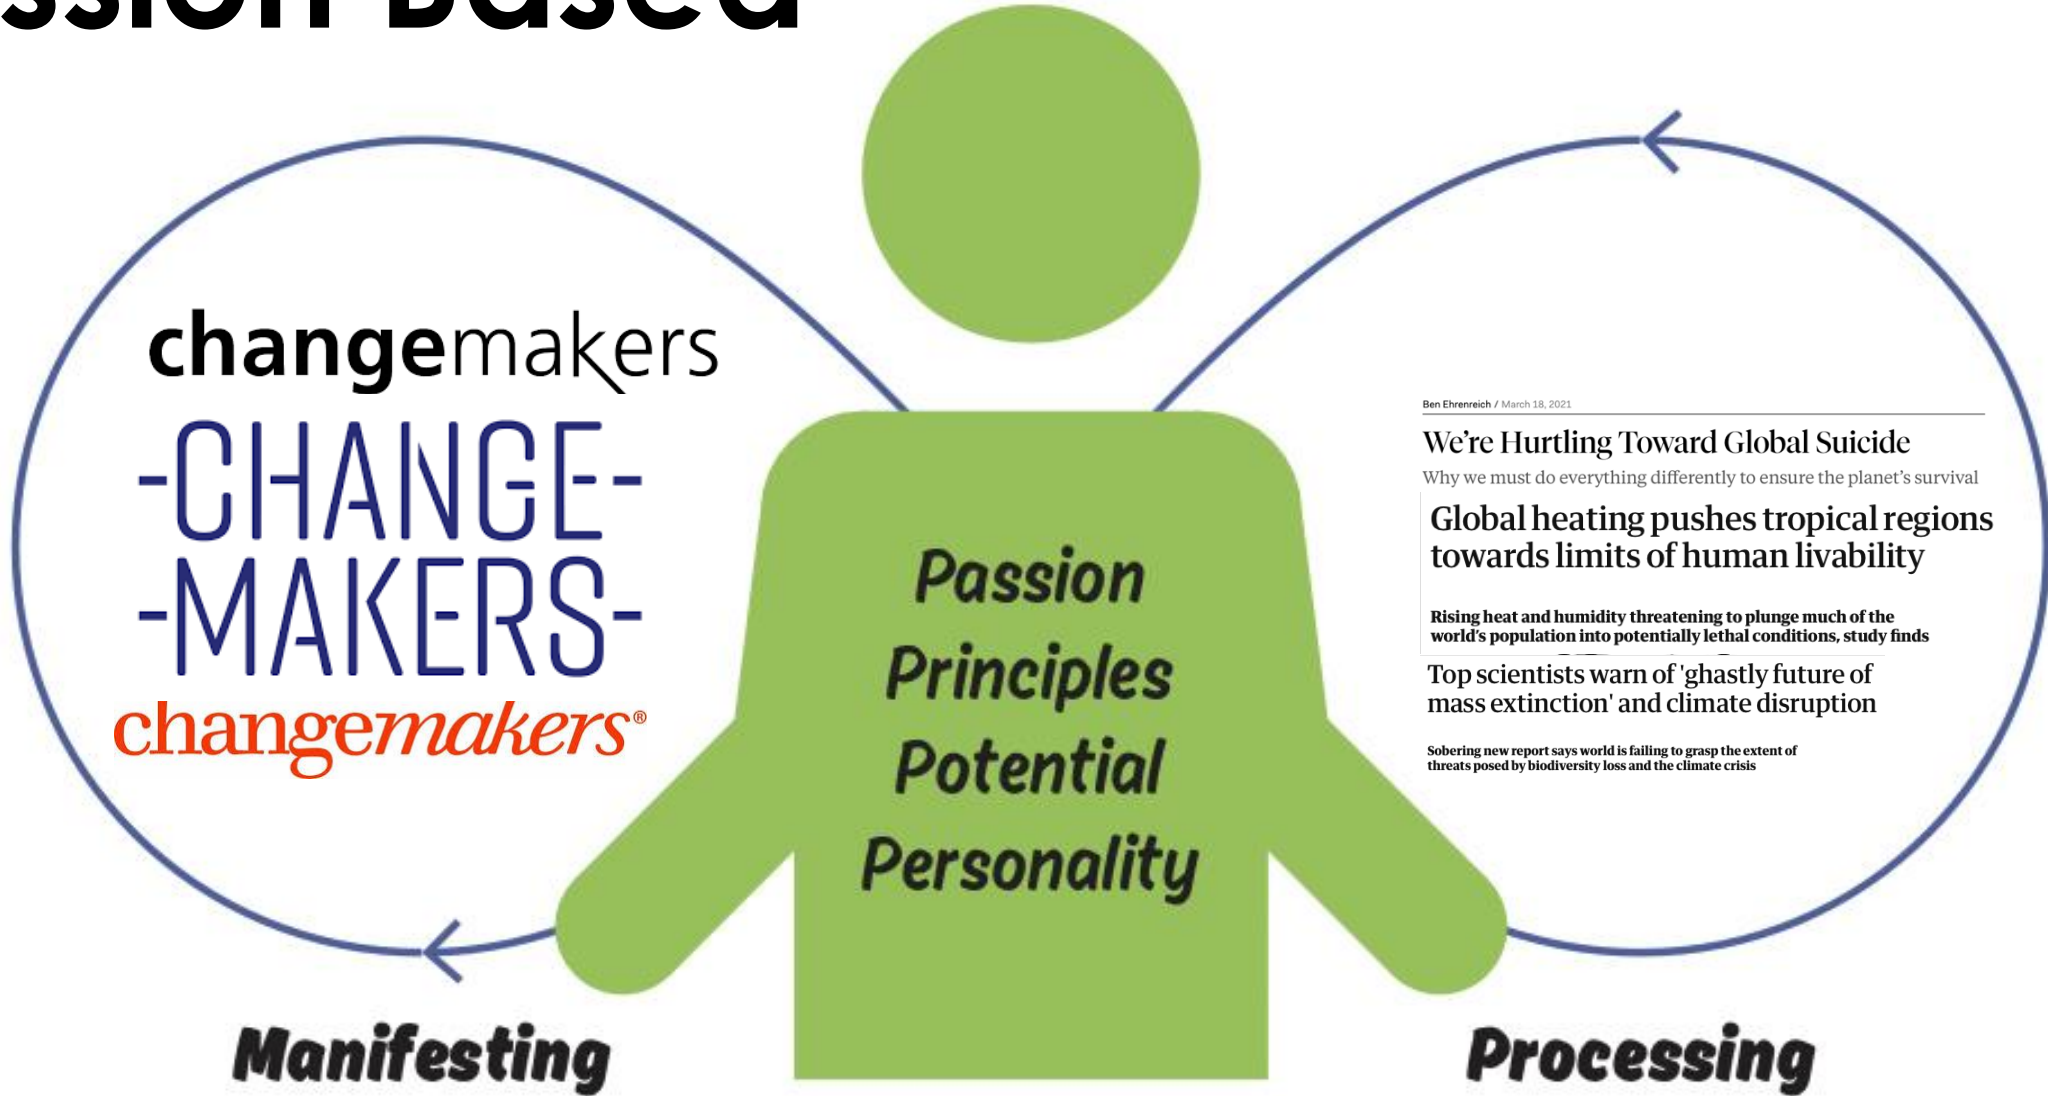 ssion Based
changemakers
-CHANGE-
-MAKERS-
changemakers®
Manifesting
Passion
Principles
Potential
Personality
Ben Ehrenreich / March 18, 2021
We're Hurtling Toward Global Suicide
Why we must do everything differently to ensure the planet's survival
Global heating pushes tropical regions
towards limits of human livability
Rising heat and humidity threatening to plunge much of the
world's population into potentially lethal conditions, study finds
Top scientists warn of 'ghastly future of
mass extinction' and climate disruption
Sobering new report says world is failing to grasp the extent of
threats posed by biodiversity loss and the climate crisis
Processing